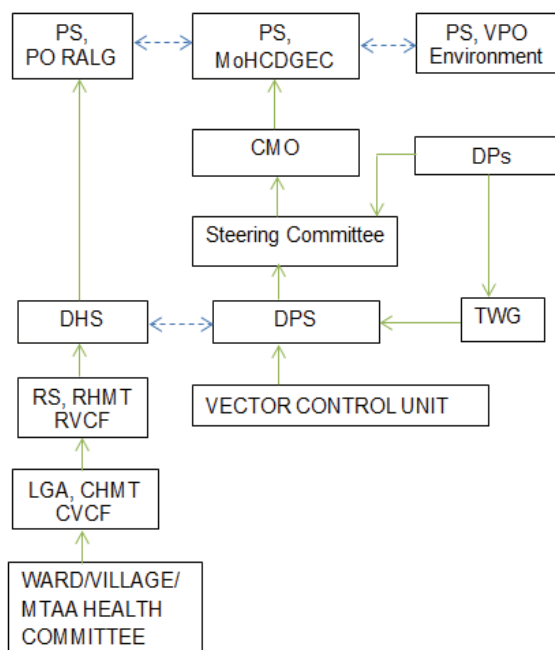 PS,
PO RALG
PS,
MoHCDGEC
PS, VPO
Environment
CMO
DPs
Steering Committee
DHS
DPS
TWG
RS, RHMT
RVCF
VECTOR CONTROL UNIT
LGA, CHMT
CVCF
WARD/VILLAGE/
MTAA HEALTH
COMMITTEE